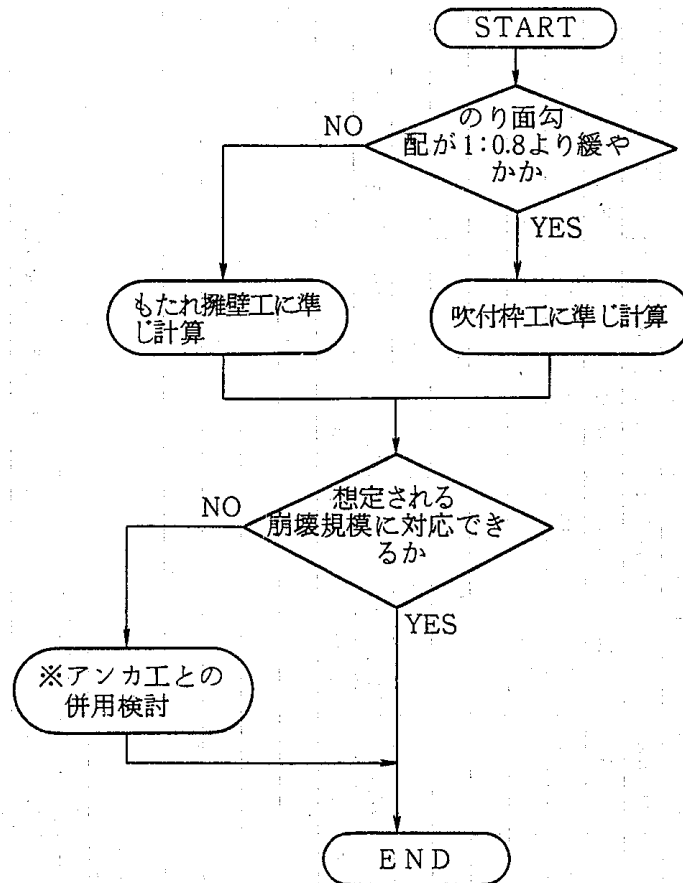 START
のり面勾
配が1:0.8より緩や
かか
NO
YES
もたれ擁壁工に準
じ計算
吹付枠工に準じ計算
想定される
崩壊規模に対応でき
るか
NO
YES
※アンカ工との
併用検討
END